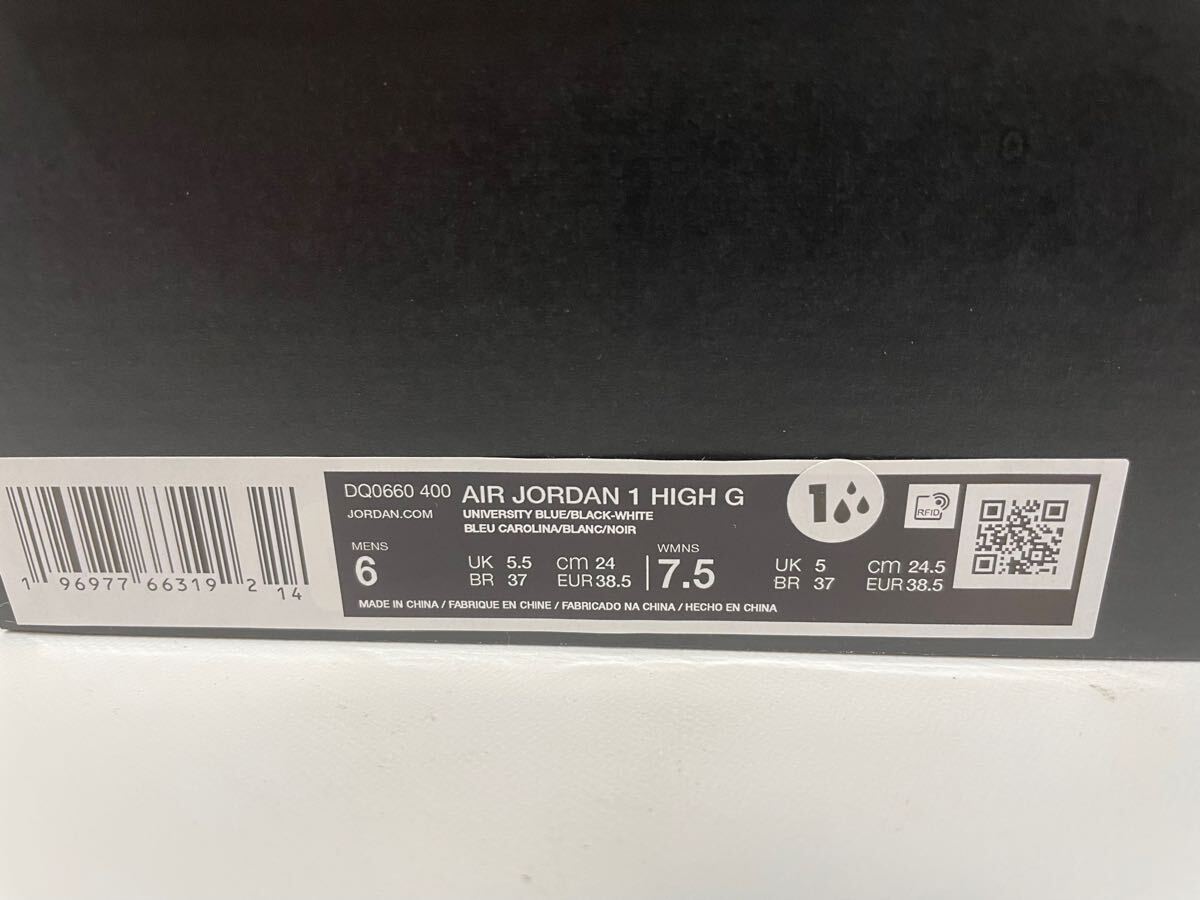 1 96977 66319 2 14
DQ0660 400 AIR JORDAN 1 HIGH G
JORDAN.COM
UNIVERSITY BLUE/BLACK-WHITE
BLEU CAROLINA/BLANC/NOIR
MENS
6
UK 5.5 cm 24
BR 37 EUR 38.5
WMNS
7.5
UK 5 cm 24.5
BR 37 EUR 38.5
MADE IN CHINA / FABRIQUE EN CHINE / FABRICADO NA CHINA / HECHO EN CHINA
1
RFID